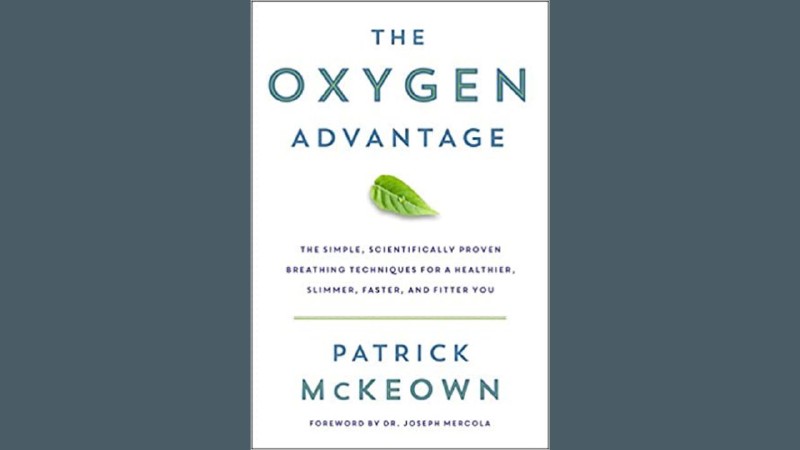 THE
OXYGEN
ADVANTAGE
THE SIMPLE, SCIENTIFICALLY PROVEN
BREATHING TECHNIQUES FOR A HEALTHIER,
SLIMMER, FASTER, AND FITTER YOU
PATRICK
McKEOWN
FOREWORD BY DR. JOSEPH MERCOLA